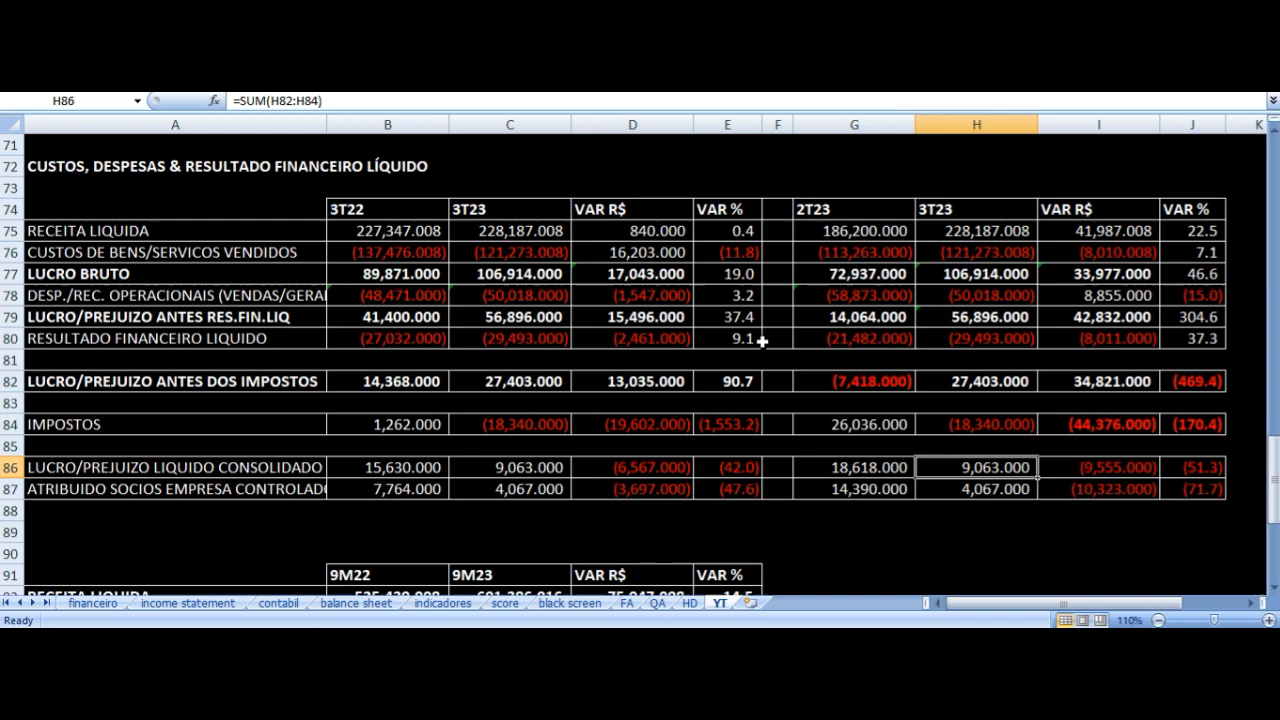 H86 fx =SUM(H82:H84)
A B C D E F G H I J K
71
72 CUSTOS, DESPESAS & RESULTADO FINANCEIRO LÍQUIDO
73
74 3T22 3T23 VAR R$ VAR % 2T23 3T23 VAR R$ VAR %
75 RECEITA LIQUIDA 227,347.008 228,187.008 840.000 0.4 186,200.000 228,187.008 41,987.008 22.5
76 CUSTOS DE BENS/SERVICOS VENDIDOS (137,476.008) (121,273.008) 16,203.000 (11.8) (113,263.000) (121,273.008) (8,010.008) 7.1
77 LUCRO BRUTO 89,871.000 106,914.000 17,043.000 19.0 72,937.000 106,914.000 33,977.000 46.6
78 DESP./REC. OPERACIONAIS (VENDAS/GERA (48,471.000) (50,018.000) (1,547.000) 3.2 (58,873.000) (50,018.000) 8,855.000 (15.0)
79 LUCRO/PREJUIZO ANTES RES.FIN.LIQ 41,400.000 56,896.000 15,496.000 37.4 14,064.000 56,896.000 42,832.000 304.6
80 RESULTADO FINANCEIRO LIQUIDO (27,032.000) (29,493.000) (2,461.000) 9.1 (21,482.000) (29,493.000) (8,011.000) 37.3
81
82 LUCRO/PREJUIZO ANTES DOS IMPOSTOS 14,368.000 27,403.000 13,035.000 90.7 (7,418.000) 27,403.000 34,821.000 (469.4)
83
84 IMPOSTOS 1,262.000 (18,340.000) (19,602.000) (1,553.2) 26,036.000 (18,340.000) (44,376.000) (170.4)
85
86 LUCRO/PREJUIZO LIQUIDO CONSOLIDADO 15,630.000 9,063.000 (6,567.000) (42.0) 18,618.000 9,063.000 (9,555.000) (51.3)
87 ATRIBUIDO SOCIOS EMPRESA CONTROLAD 7,764.000 4,067.000 (3,697.000) (47.6) 14,390.000 4,067.000 (10,323.000) (71.7)
88
89
90
91 9M22 9M23 VAR R$ VAR %
financeiro income statement contabil balance sheet indicadores score black screen FA QA HD YT
Ready 110%